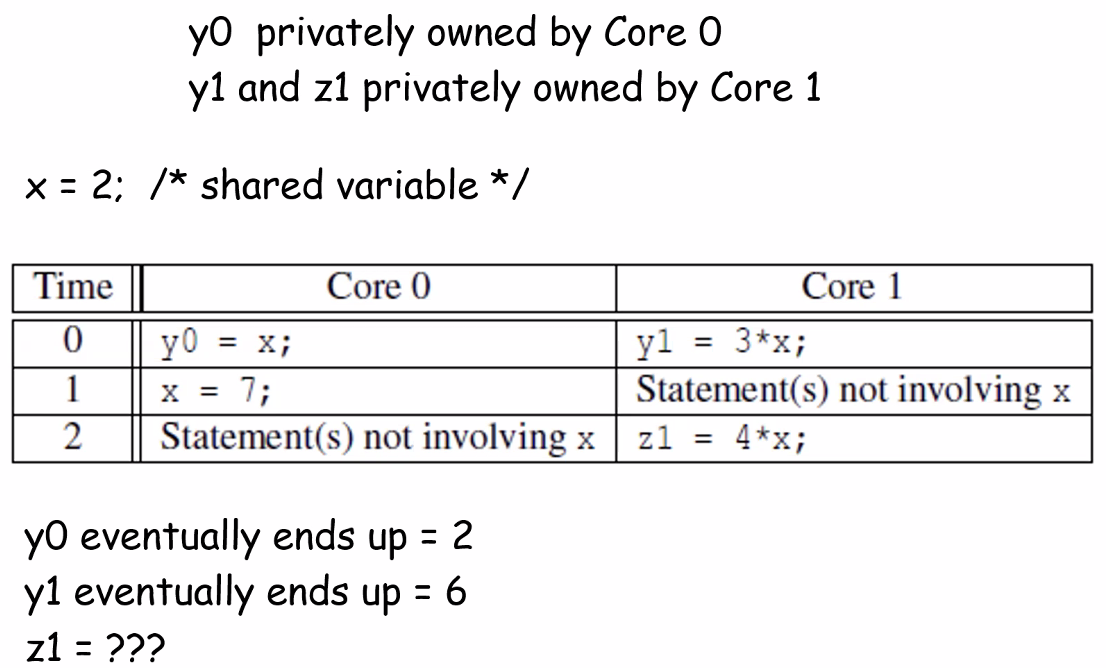 y0 privately owned by Core 0
y1 and z1 privately owned by Core 1
x = 2; /* shared variable */
Time Core 0 Core 1
0 y0 = x; y1 = 3*x;
1 x = 7; Statement(s) not involving x
2 Statement(s) not involving x z1 = 4*x;
y0 eventually ends up = 2
y1 eventually ends up = 6
z1 = ???